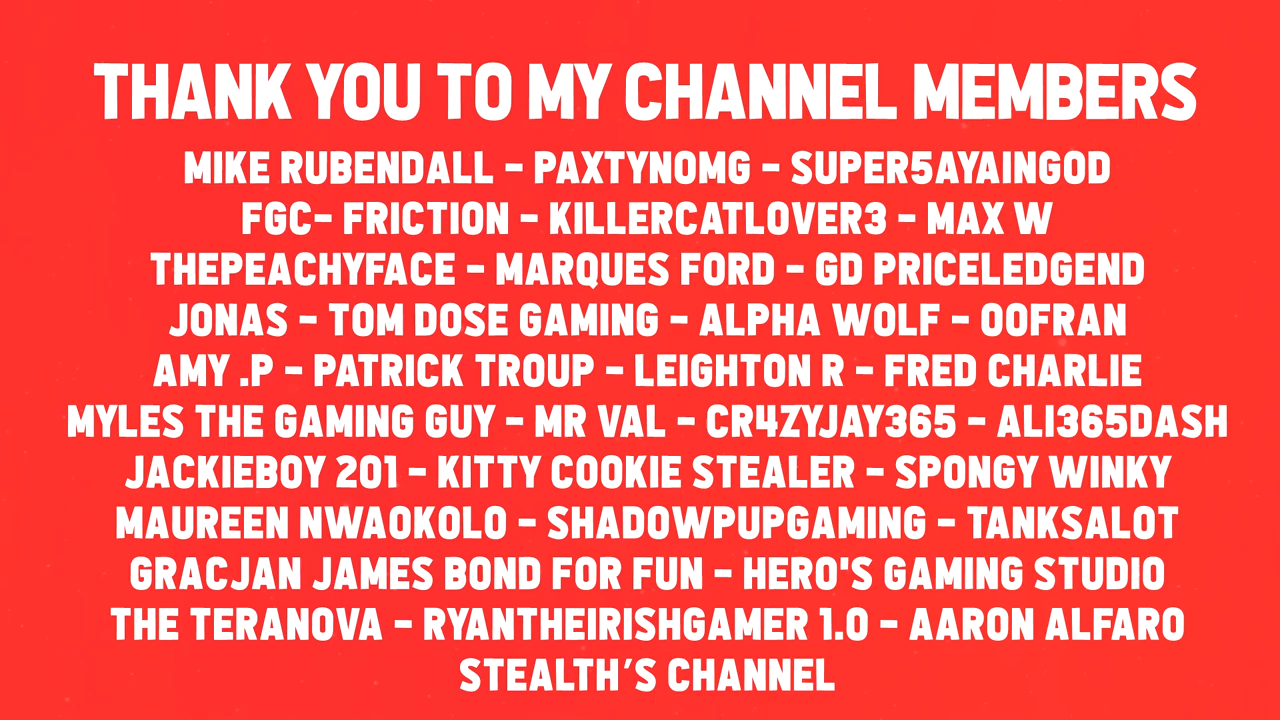 THANK YOU TO MY CHANNEL MEMBERS
MIKE RUBENDALL - PAXTYNOMG - SUPER5AYAINGOD
FGC- FRICTION - KILLERCATLOVER3 - MAX W
THEPEACHYFACE - MARQUES FORD - GD PRICELEDGEND
JONAS - TOM DOSE GAMING - ALPHA WOLF - OOFRAN
AMY .P - PATRICK TROUP - LEIGHTON R - FRED CHARLIE
MYLES THE GAMING GUY - MR VAL - CR4ZYJAY365 - ALI365DASH
JACKIEBOY 201 - KITTY COOKIE STEALER - SPONGY WINKY
MAUREEN NWAOKOLO - SHADOWPUPGAMING - TANKSALOT
GRACJAN JAMES BOND FOR FUN - HERO'S GAMING STUDIO
THE TERANOVA - RYANTHEIRISHGAMER 1.0 - AARON ALFARO
STEALTH’S CHANNEL